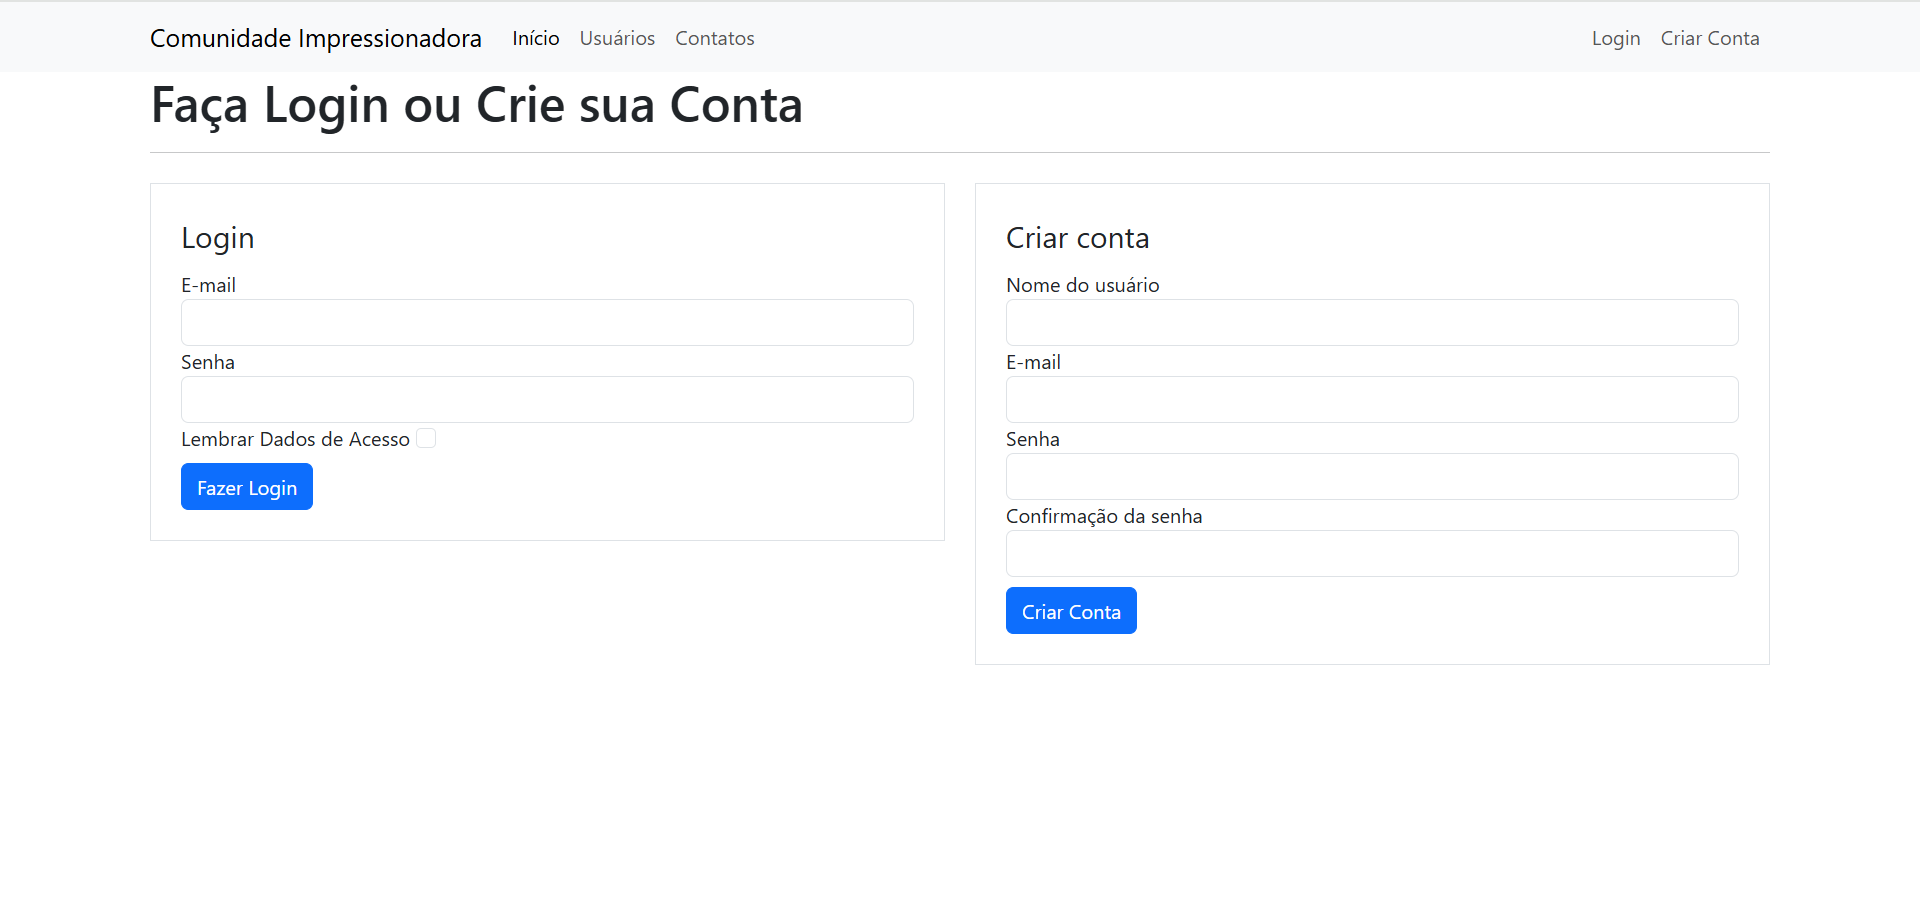 Comunidade Impressionadora Início Usuários Contatos Login Criar Conta
Faça Login ou Crie sua Conta
Login
E-mail
Senha
Lembrar Dados de Acesso
Fazer Login
Criar conta
Nome do usuário
E-mail
Senha
Confirmação da senha
Criar Conta